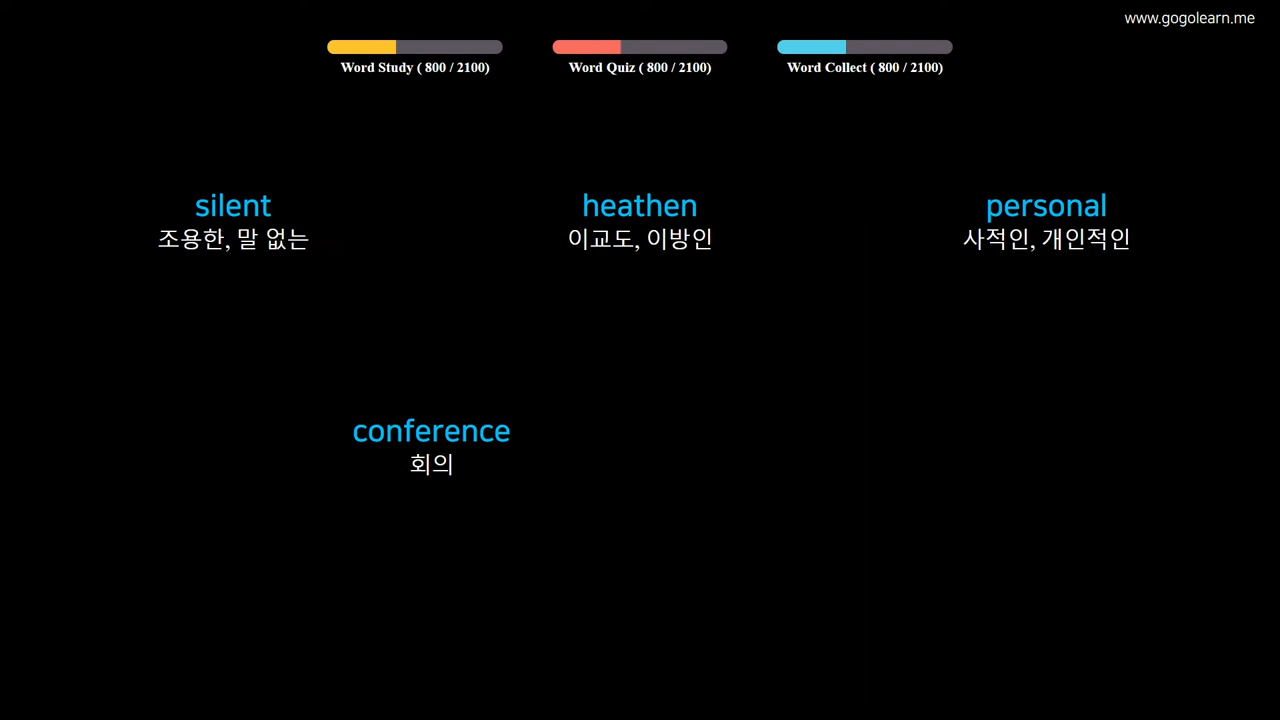 www.gogolearn.me
Word Study ( 800 / 2100)
Word Quiz ( 800 / 2100)
Word Collect ( 800 / 2100)
silent
조용한, 말 없는
heathen
이교도, 이방인
personal
사적인, 개인적인
conference
회의